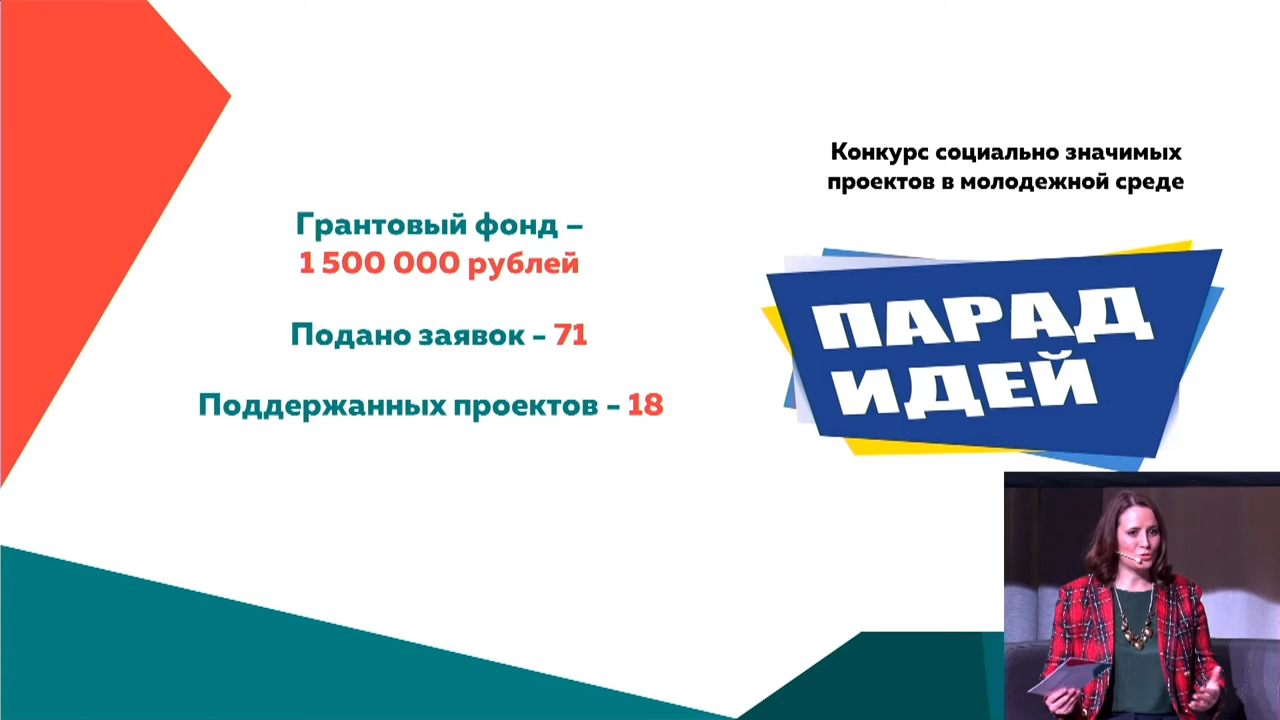 Грантовый фонд –
1 500 000 рублей
Подано заявок – 71
Поддержанных проектов – 18
Конкурс социально значимых
проектов в молодежной среде
ПАРАД
ИДЕЙ